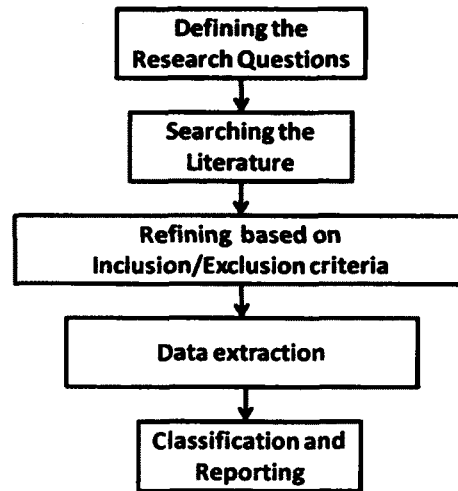 Defining the
Research Questions
Searching the
Literature
Refining based on
Inclusion/Exclusion criteria
Data extraction
Classification and
Reporting